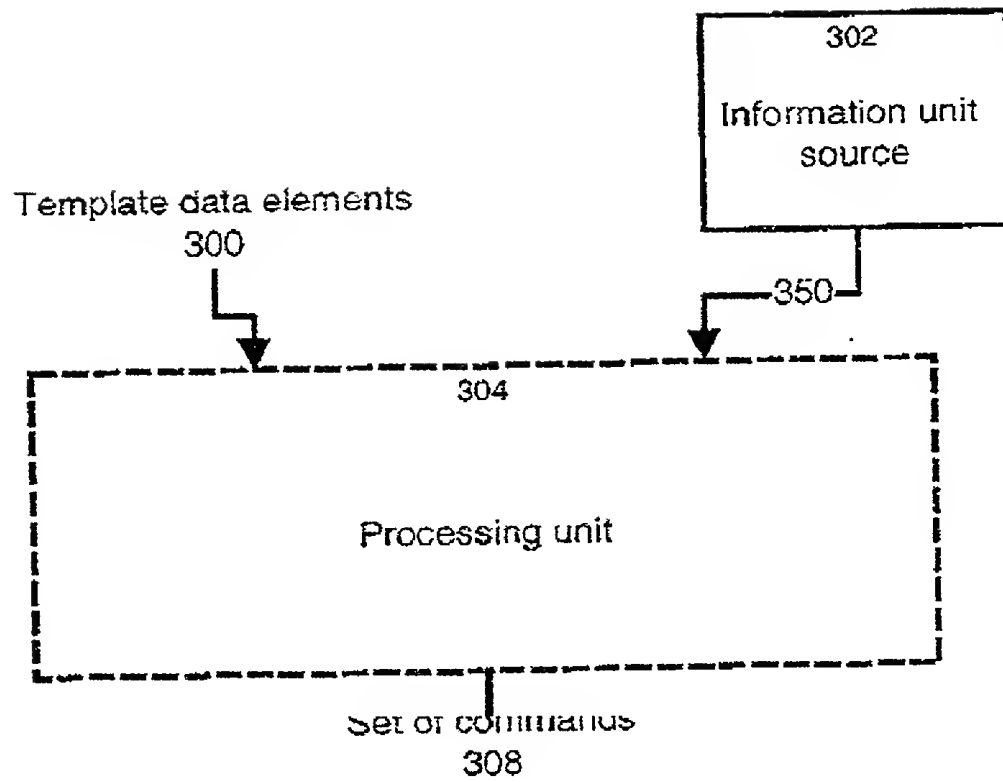 302
Information unit
source
Template data elements
300
350
304
Processing unit
Set of commands
308